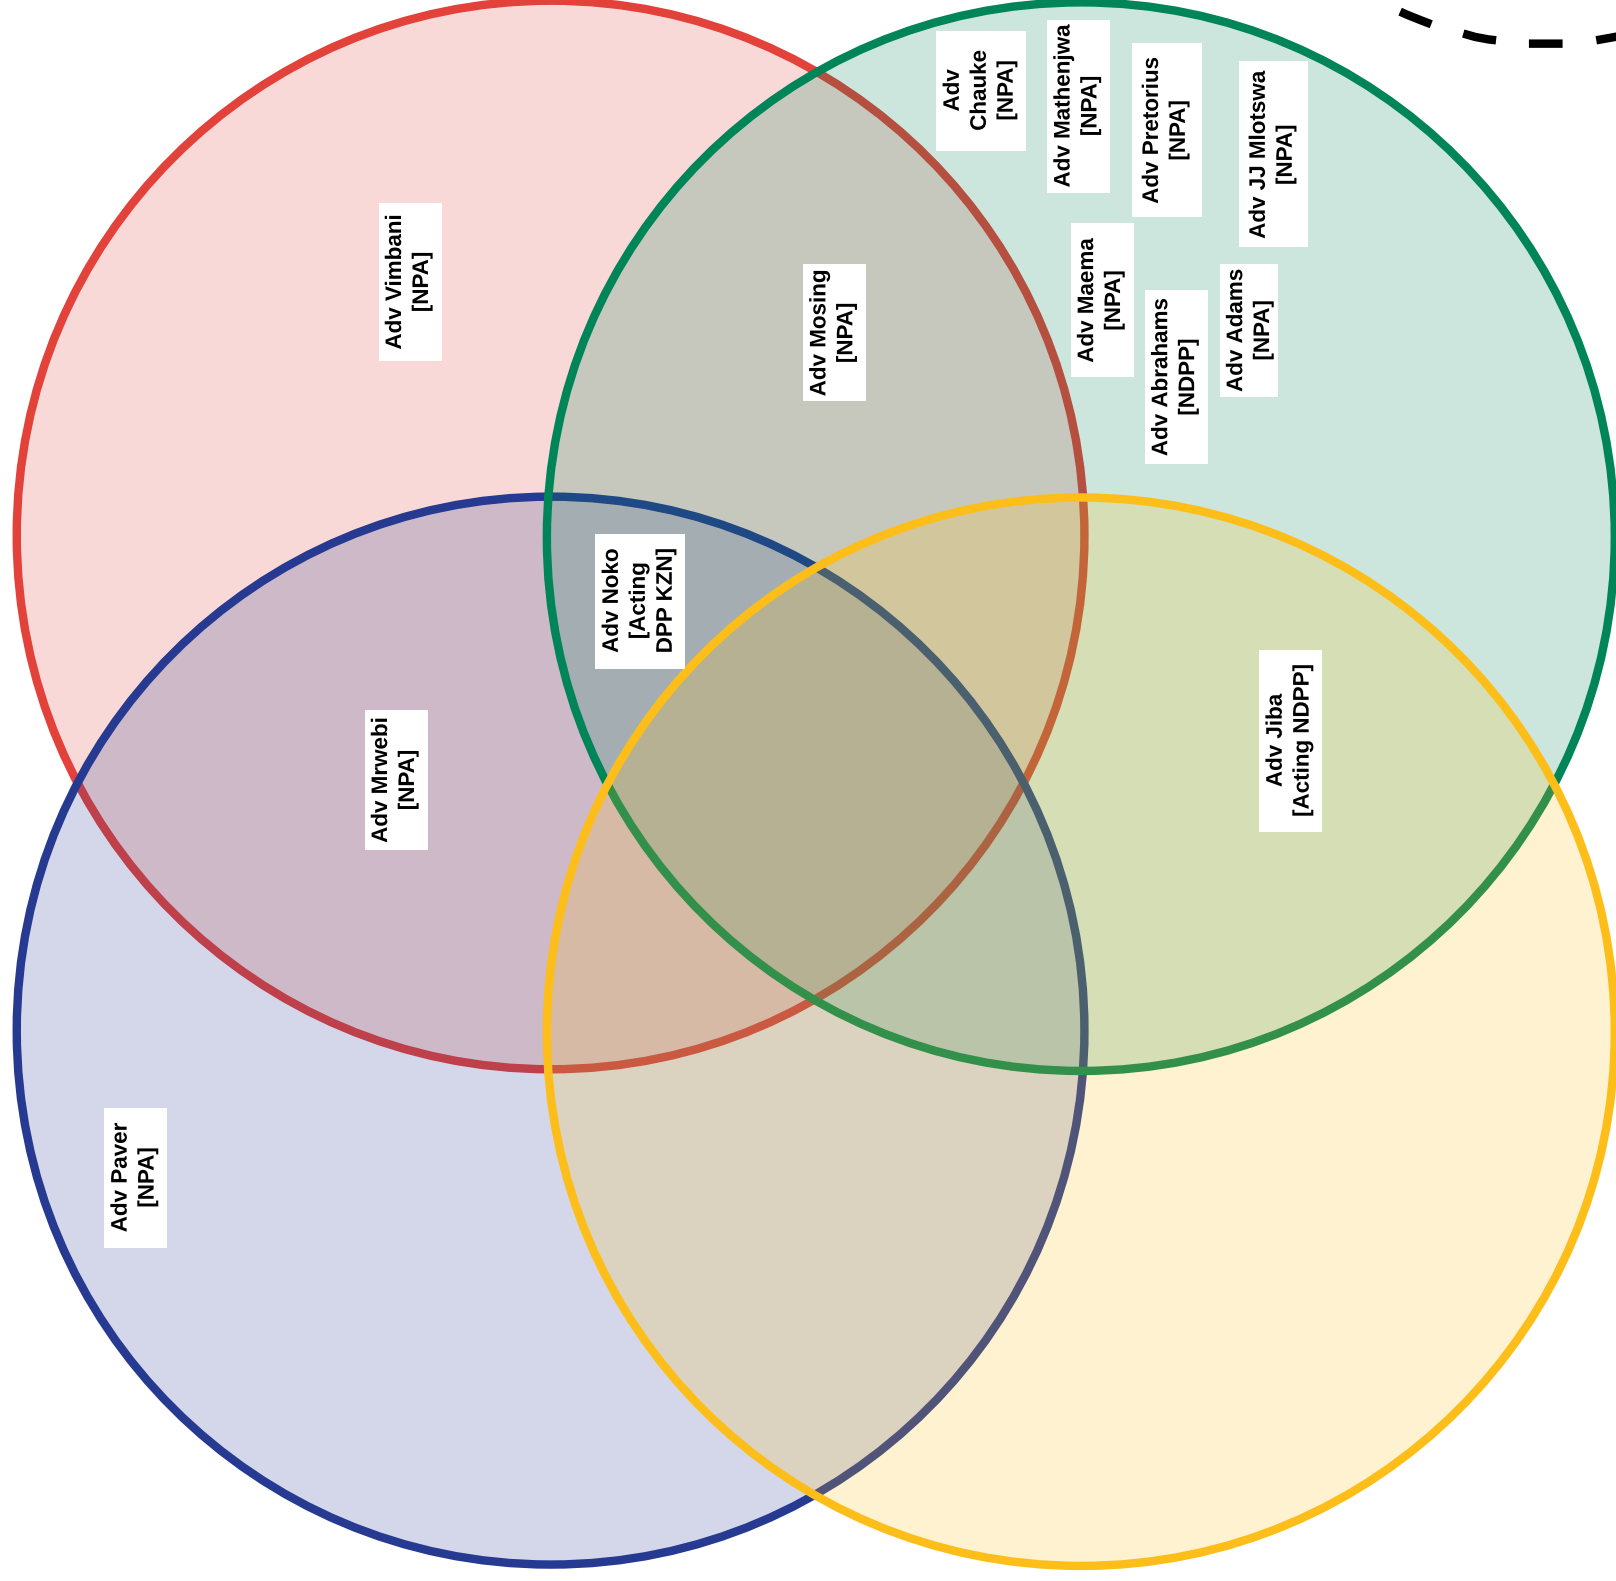 Adv Paver
[NPA]
Adv Mrwebi
[NPA]
Adv Vimbani
[NPA]
Adv Noko
[Acting
DPP KZN]
Adv Mosing
[NPA]
Adv
Chauke
[NPA]
Adv Mathenjwa
[NPA]
Adv Maema
[NPA]
Adv Pretorius
[NPA]
Adv Abrahams
[NDPP]
Adv Adams
[NPA]
Adv JJ Mlotswa
[NPA]
Adv Jiba
[Acting NDPP]